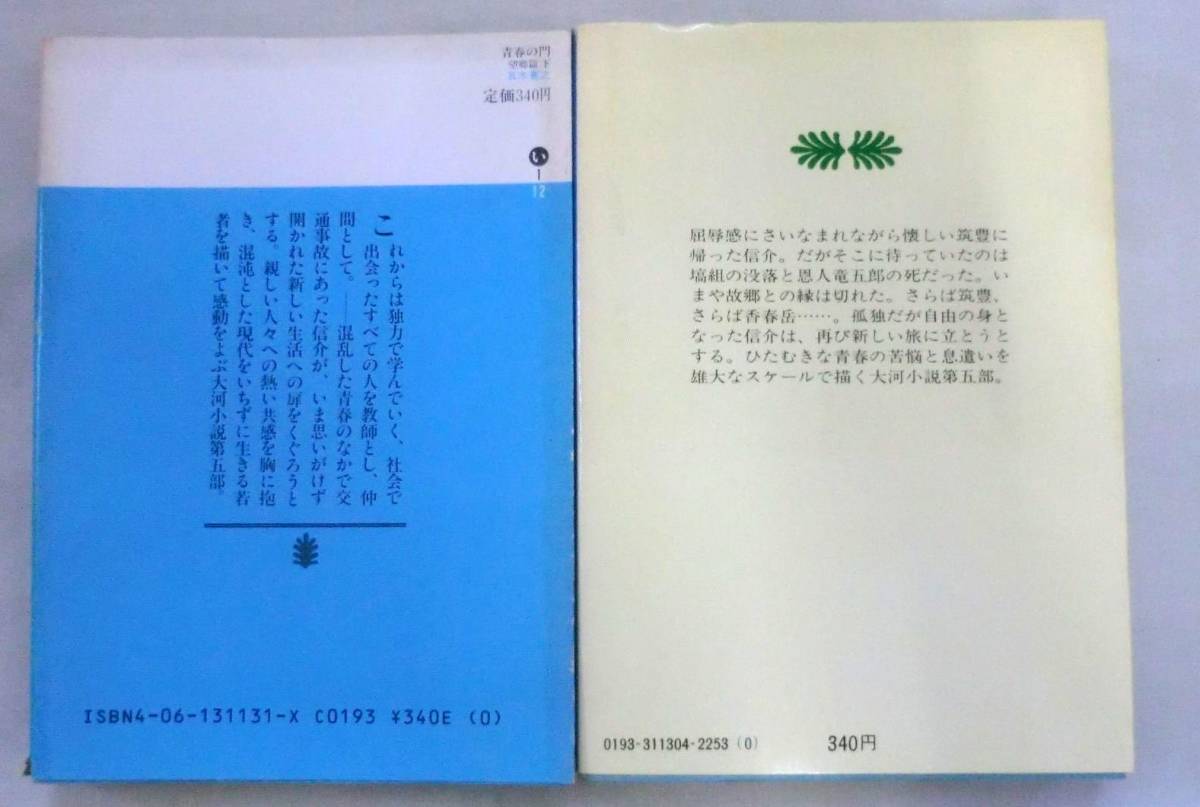 青春の門
望郷篇 下
五木寛之
定価340円
い
12
これからは独力で学んでいく、社会で
出会ったすべての人を教師とし、仲
間として。――混乱した青春のなかで交
通事故にあった信介が、いま思いがけず
開かれた新しい生活への扉をくぐろうと
する。親しい人々への熱い共感を胸に抱
き、混沌とした現代をいちずに生きる若
者を描いて感動をよぶ大河小説第五部。
ISBN4-06-131131-X C0193 ¥340E (0)
屈辱感にさいなまれながら懐しい筑豊に
帰った信介。だがそこに待っていたのは
塙組の没落と恩人竜五郎の死だった。い
まや故郷との縁は切れた。さらば筑豊、
さらば香春岳……。孤独だが自由の身と
なった信介は、再び新しい旅に立とうと
する。ひたむきな青春の苦悩と息遣いを
雄大なスケールで描く大河小説第五部。
0193-311304-2253 (0)
340円